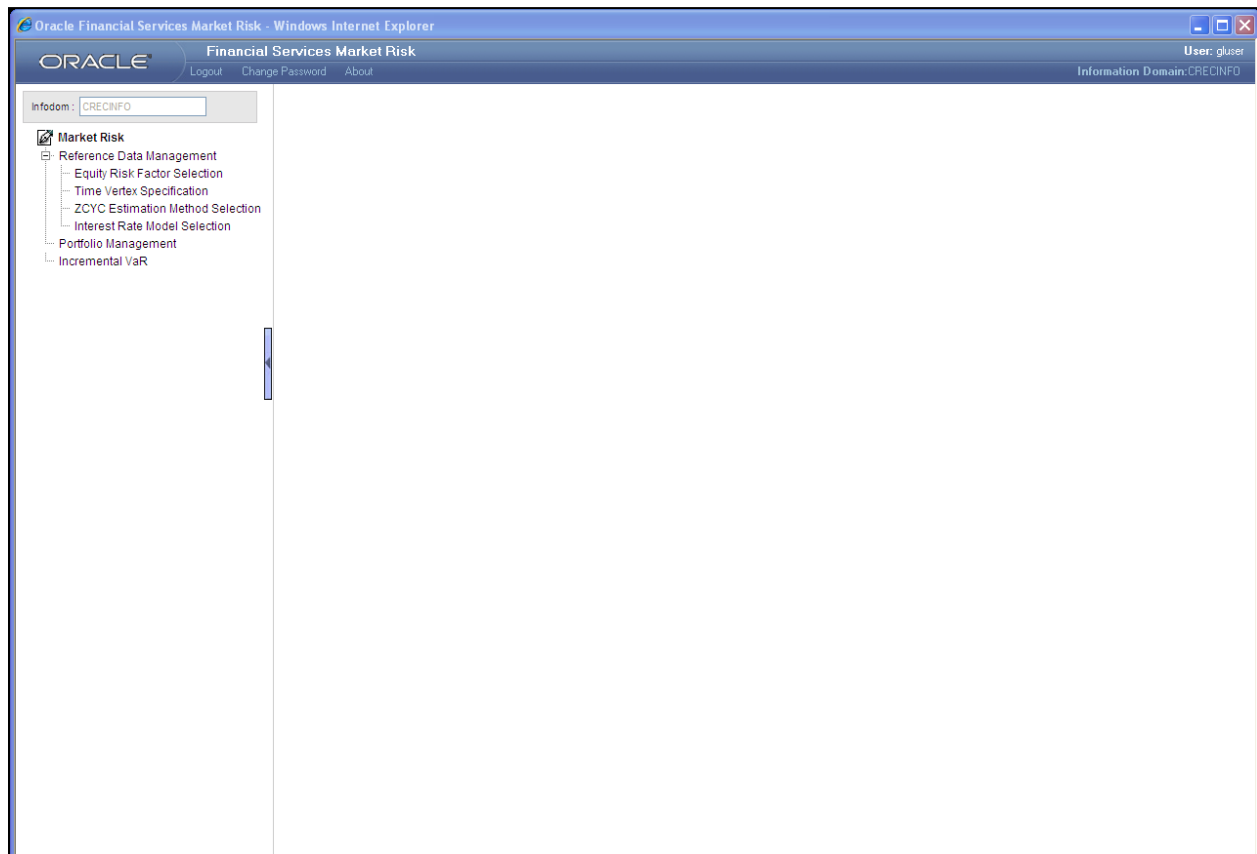 Oracle Financial Services Market Risk - Windows Internet Explorer
ORACLE
Financial Services Market Risk
User: gluser
Logout Change Password About
Information Domain:CRECINFO
Infodom : CRECINFO
Market Risk
Reference Data Management
Equity Risk Factor Selection
Time Vertex Specification
ZCYC Estimation Method Selection
Interest Rate Model Selection
Portfolio Management
Incremental VaR